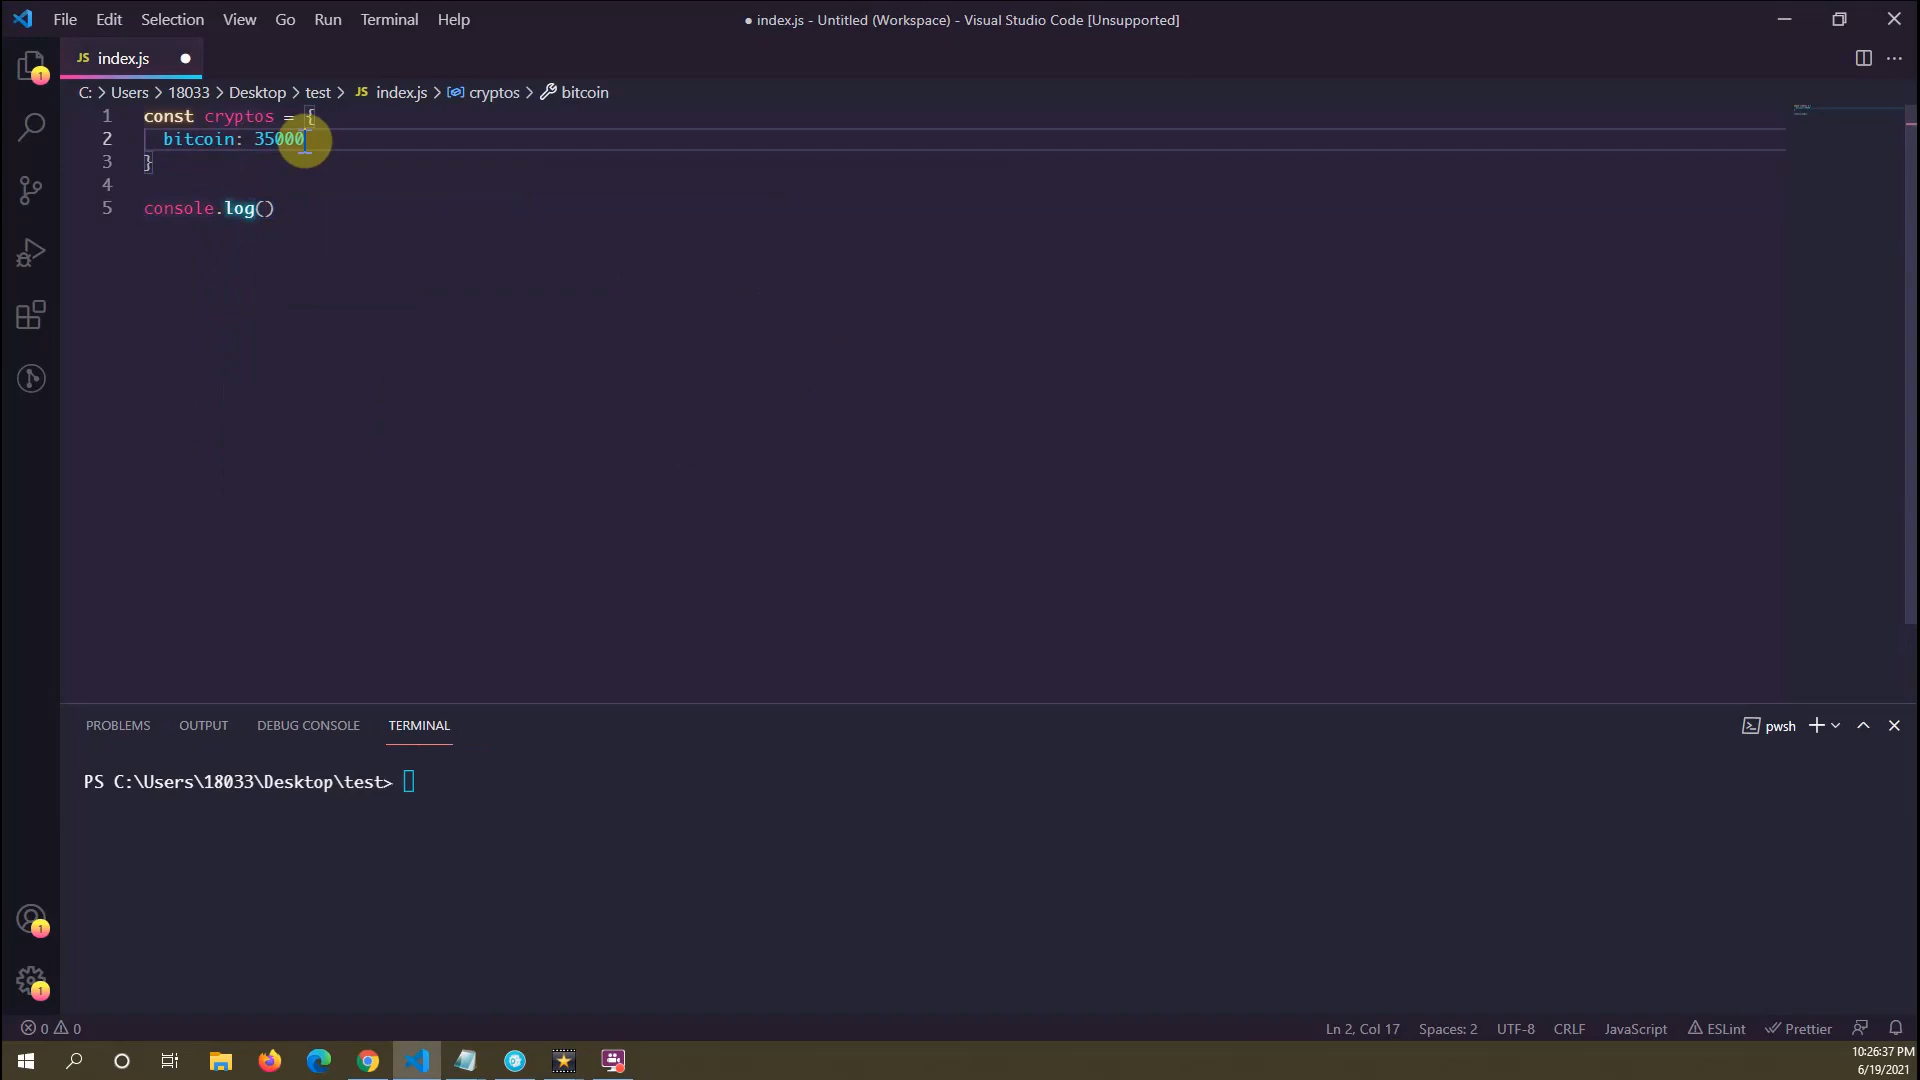 File Edit Selection View Go Run Terminal Help
● index.js - Untitled (Workspace) - Visual Studio Code [Unsupported]
JS index.js ●
C: > Users > 18033 > Desktop > test > JS index.js > cryptos > bitcoin
1 const cryptos = {
2 bitcoin: 35000
3 }
4
5 console.log()
PROBLEMS OUTPUT DEBUG CONSOLE TERMINAL
pwsh
PS C:\Users\18033\Desktop\test>
1
1
1
0 0
Ln 2, Col 17 Spaces: 2 UTF-8 CRLF JavaScript ESLint Prettier
10:26:37 PM
6/19/2021